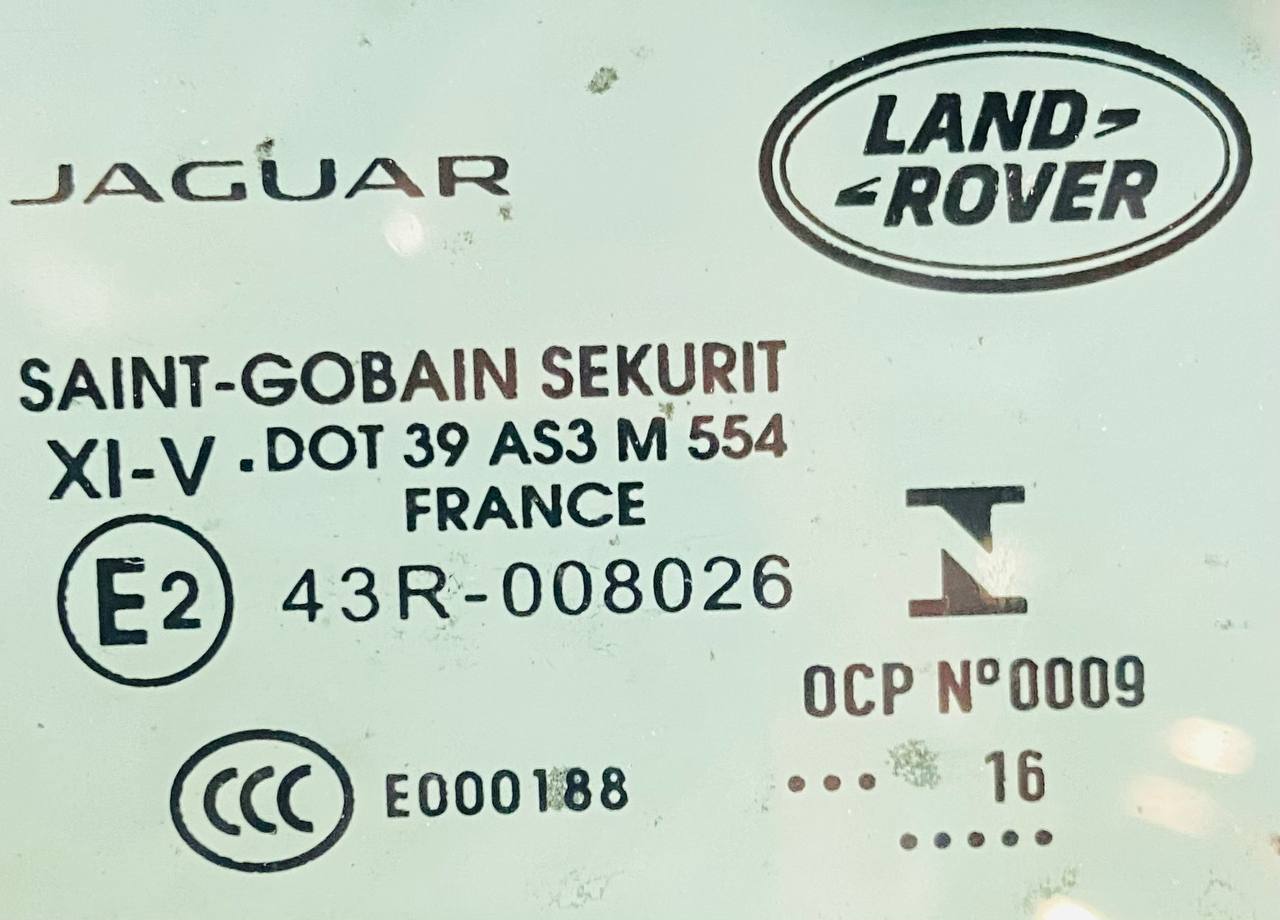 JAGUAR
LAND
ROVER
SAINT-GOBAIN SEKURIT
XI-V .DOT 39 AS3 M 554
FRANCE
E2 43R-008026
N
OCP Nº0009
CCC E000188
... 16
.....